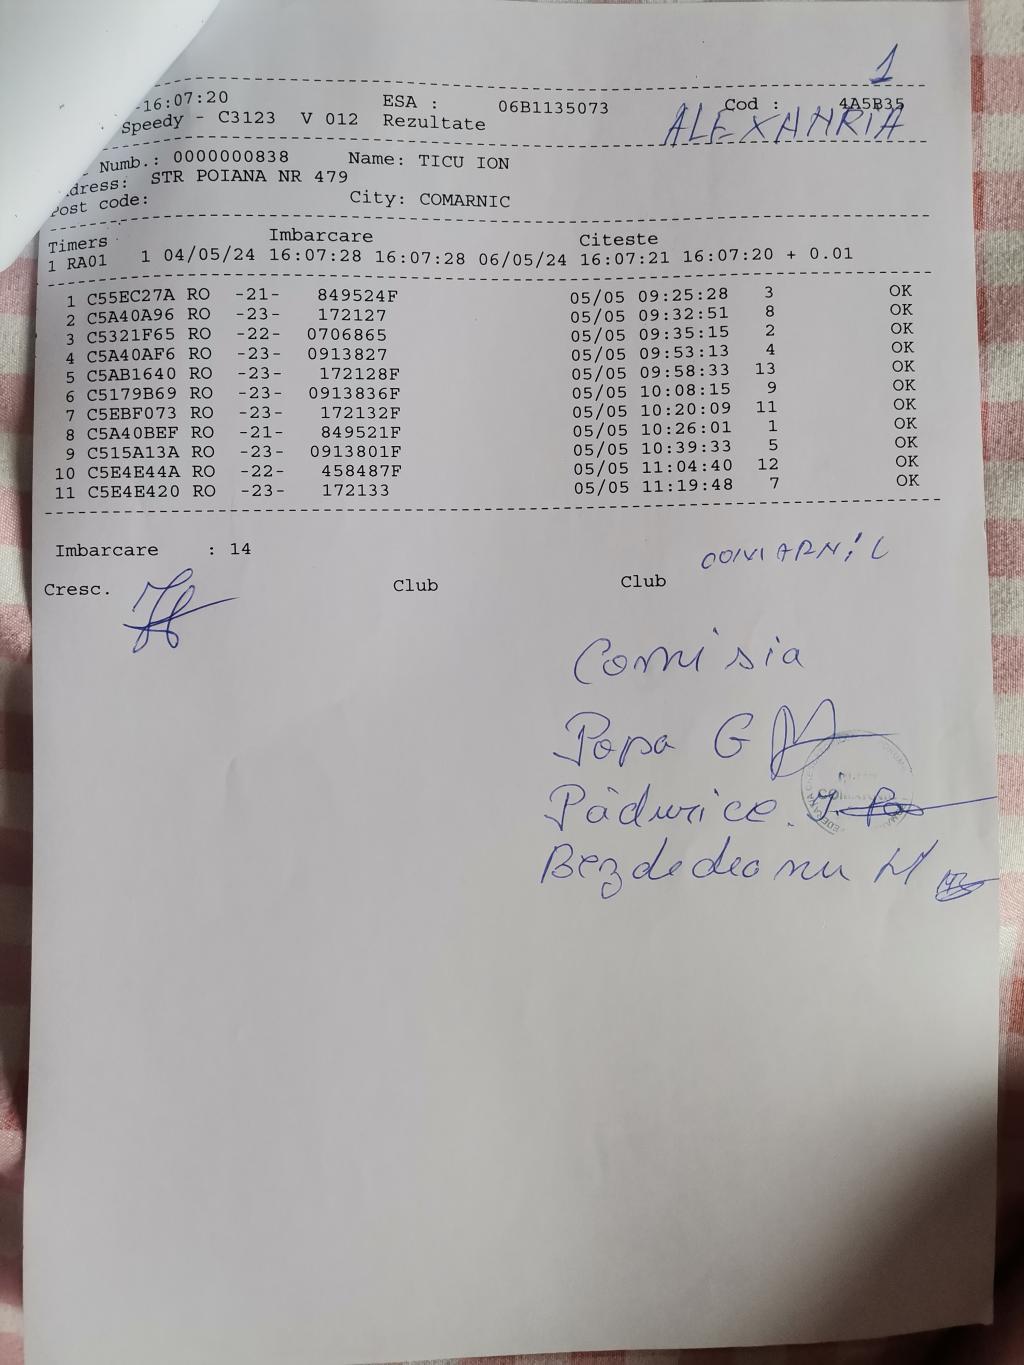 1
-16:07:20 ESA : 06B1135073 Cod : 4A5B35
Speedy - C3123 V 012 Rezultate
ALEXANRIA
Numb.: 0000000838 Name: TICU ION
dress: STR POIANA NR 479
Post code: City: COMARNIC
Timers Imbarcare Citeste
1 RA01 1 04/05/24 16:07:28 16:07:28 06/05/24 16:07:21 16:07:20 + 0.01
1 C55EC27A RO -21- 849524F 05/05 09:25:28 3 OK
2 C5A40A96 RO -23- 172127 05/05 09:32:51 8 OK
3 C5321F65 RO -22- 0706865 05/05 09:35:15 2 OK
4 C5A40AF6 RO -23- 0913827 05/05 09:53:13 4 OK
5 C5AB1640 RO -23- 172128F 05/05 09:58:33 13 OK
6 C5179B69 RO -23- 0913836F 05/05 10:08:15 9 OK
7 C5EBF073 RO -23- 172132F 05/05 10:20:09 11 OK
8 C5A40BEF RO -21- 849521F 05/05 10:26:01 1 OK
9 C515A13A RO -23- 0913801F 05/05 10:39:33 5 OK
10 C5E4E44A RO -22- 458487F 05/05 11:04:40 12 OK
11 C5E4E420 RO -23- 172133 05/05 11:19:48 7 OK
Imbarcare : 14
COMARNIC
Cresc. Club Club
Comisia
Popa G
Pădurice
Bezdedeanu M